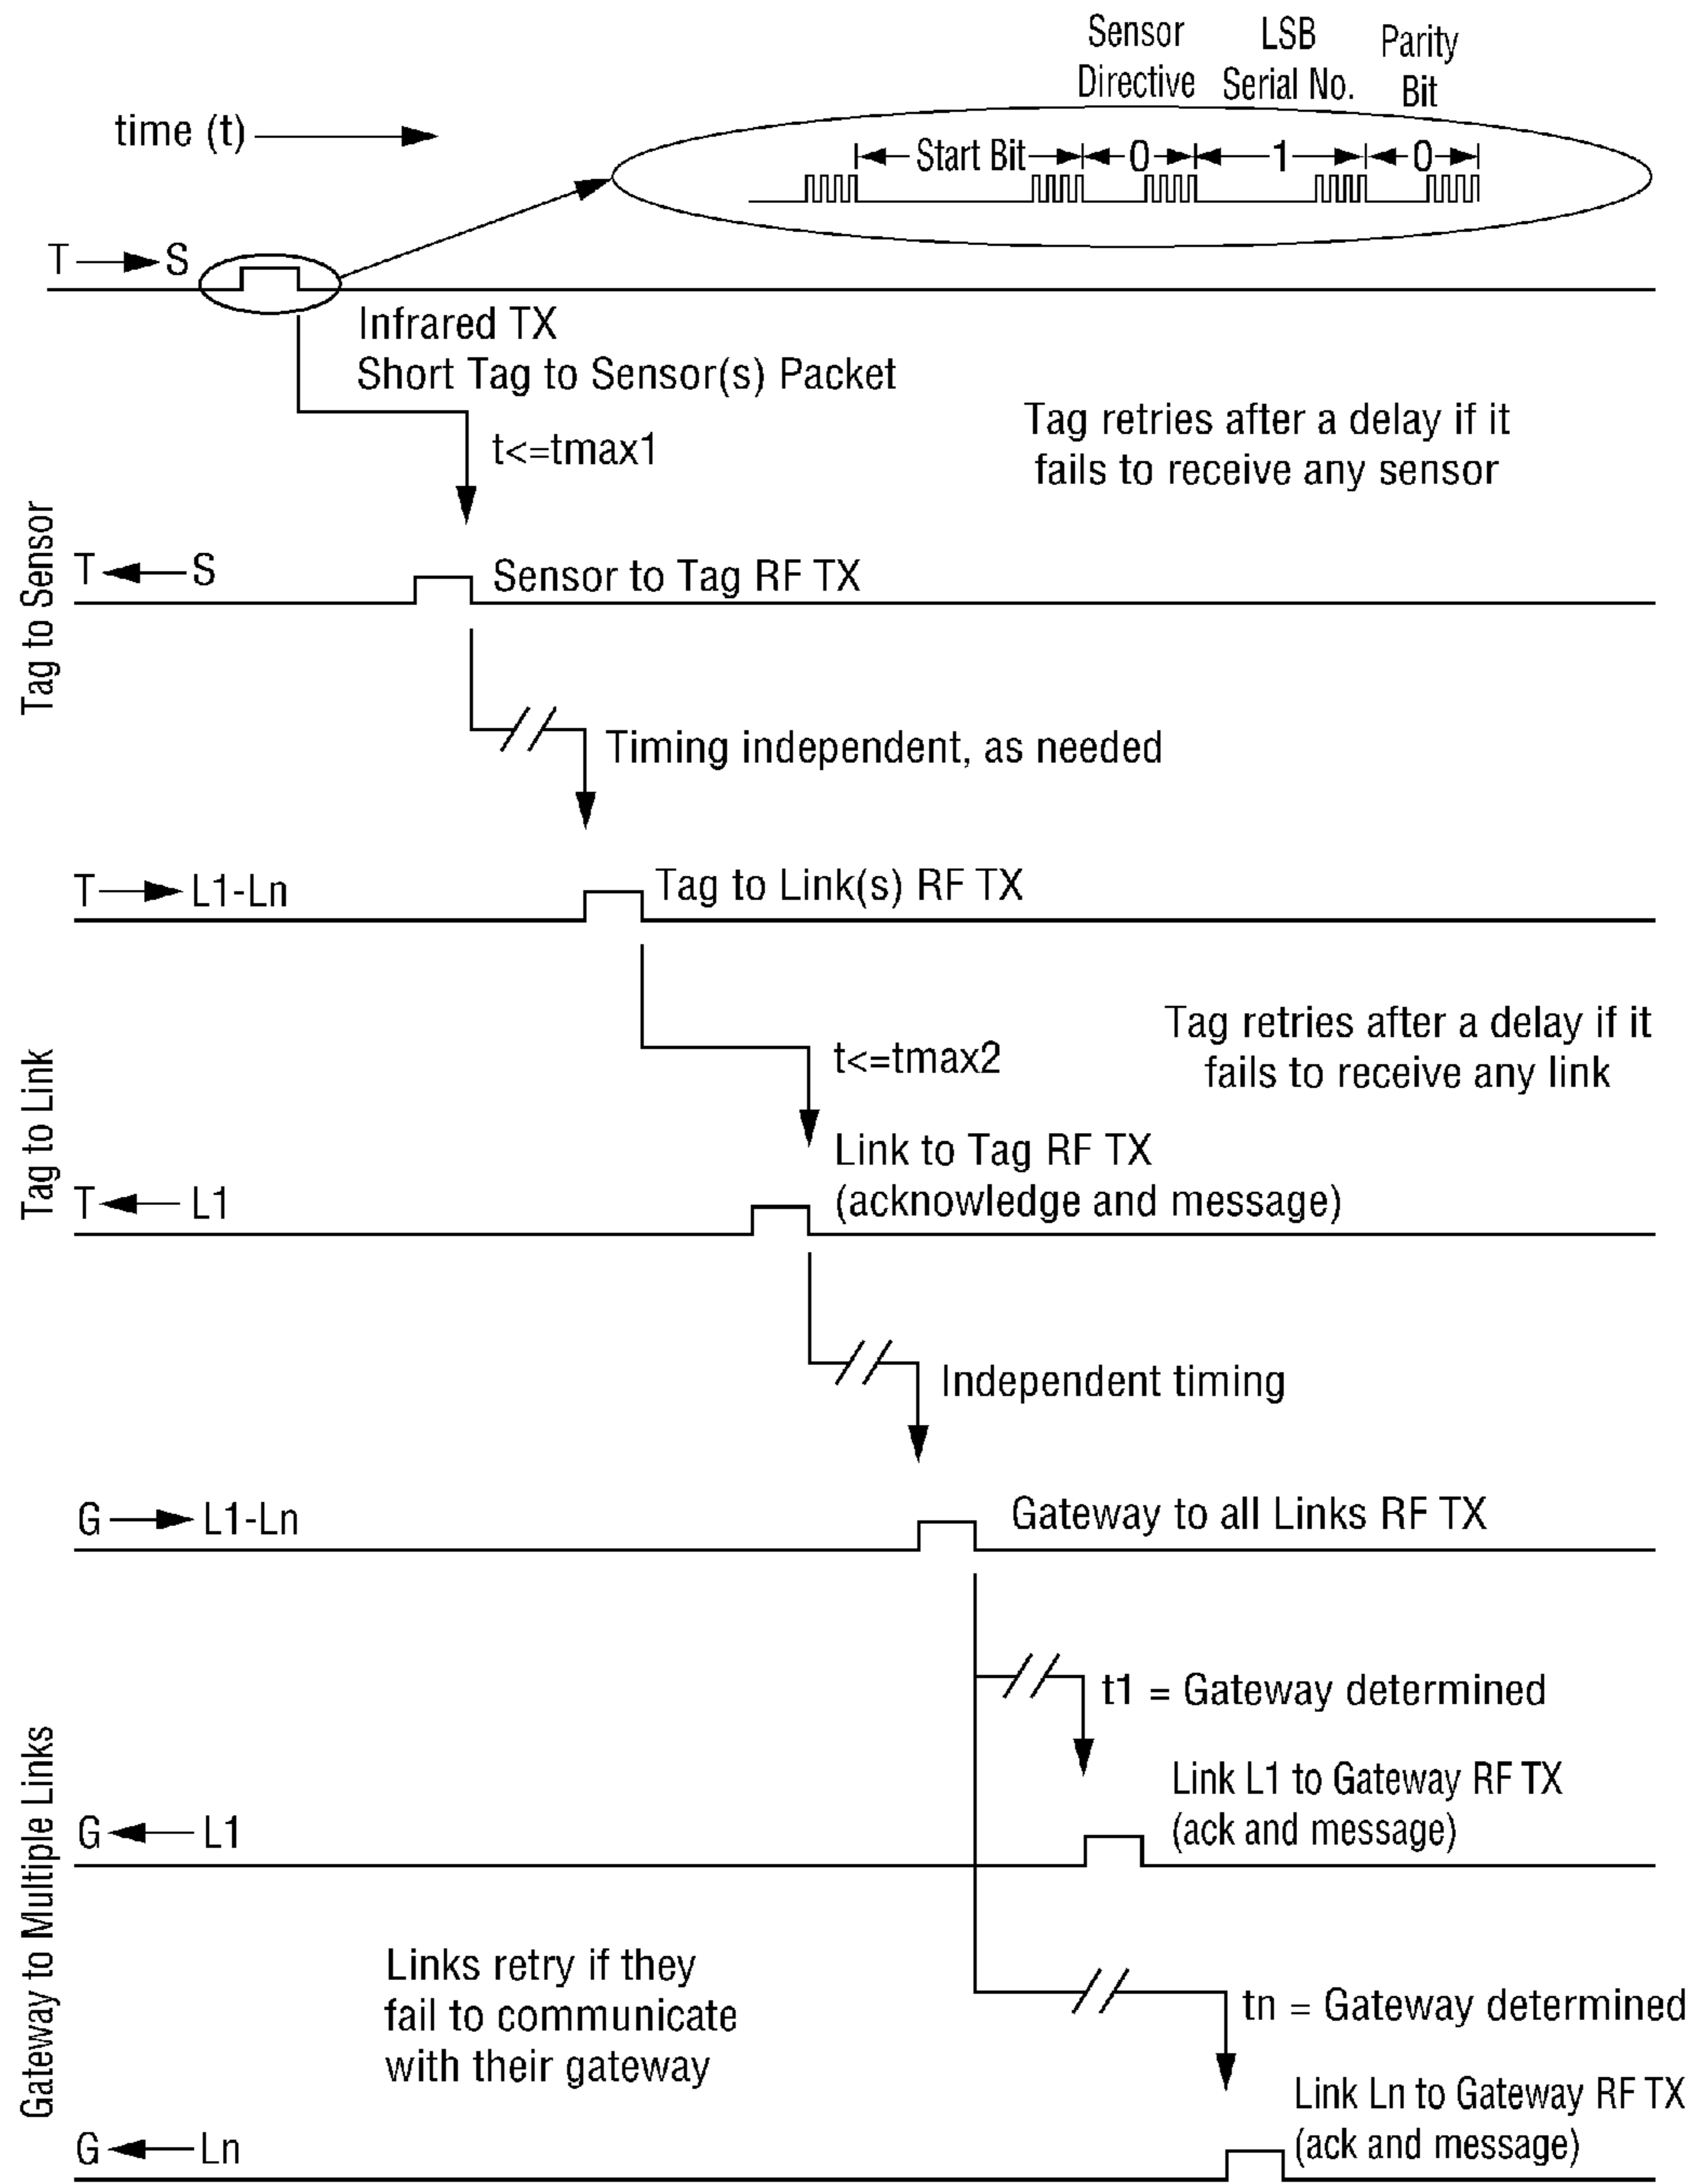 Sensor
Directive
LSB
Serial No.
Parity
Bit
time (t)
Start Bit
0
1
0
T S
Infrared TX
Short Tag to Sensor(s) Packet
t<=tmax1
Tag retries after a delay if it
fails to receive any sensor
Tag to Sensor
T S
Sensor to Tag RF TX
Timing independent, as needed
T L1-Ln
Tag to Link(s) RF TX
t<=tmax2
Tag retries after a delay if it
fails to receive any link
Tag to Link
Link to Tag RF TX
(acknowledge and message)
T L1
Independent timing
G L1-Ln
Gateway to all Links RF TX
t1 = Gateway determined
Gateway to Multiple Links
Link L1 to Gateway RF TX
(ack and message)
G L1
Links retry if they
fail to communicate
with their gateway
tn = Gateway determined
Link Ln to Gateway RF TX
(ack and message)
G Ln